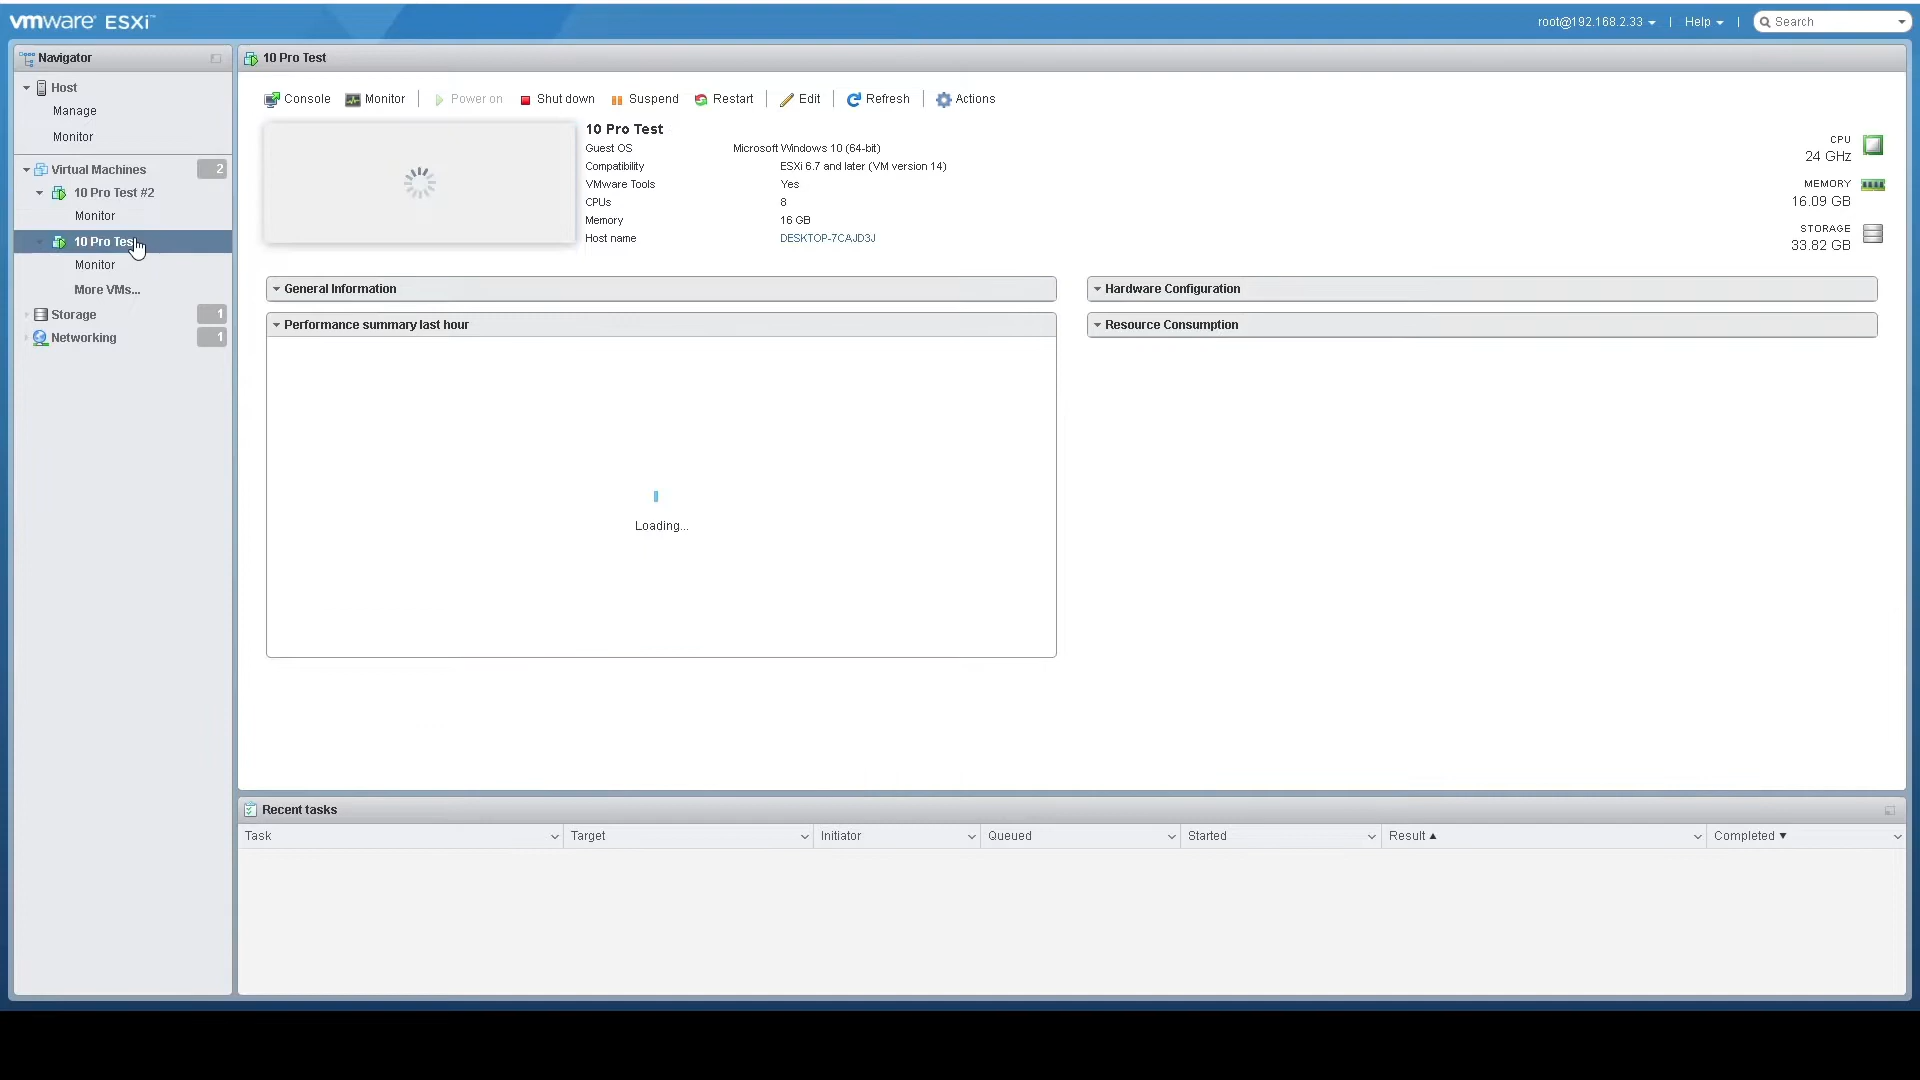 vmware ESXi™
root@192.168.2.33 | Help | Search
Navigator
Host
Manage
Monitor
Virtual Machines 2
10 Pro Test #2
Monitor
10 Pro Tes
Monitor
More VMs...
Storage 1
Networking 1
10 Pro Test
Console Monitor Power on Shut down Suspend Restart Edit Refresh Actions
10 Pro Test
Guest OS Microsoft Windows 10 (64-bit)
Compatibility ESXi 6.7 and later (VM version 14)
VMware Tools Yes
CPUs 8
Memory 16 GB
Host name DESKTOP-7CAJD3J
CPU
24 GHz
MEMORY
16.09 GB
STORAGE
33.82 GB
General Information
Hardware Configuration
Performance summary last hour
Resource Consumption
Loading...
Recent tasks
Task Target Initiator Queued Started Result ▲ Completed ▼